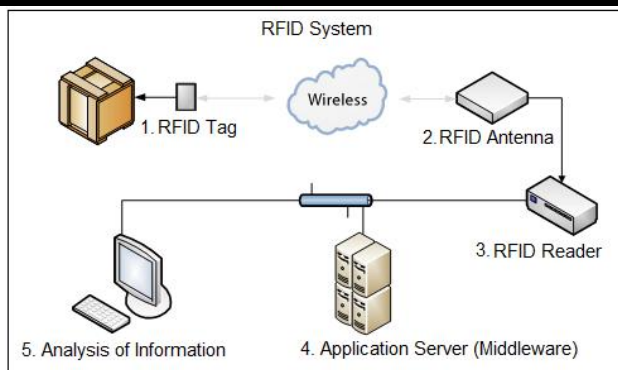 RFID System
Wireless
1. RFID Tag
2. RFID Antenna
3. RFID Reader
5. Analysis of Information
4. Application Server (Middleware)